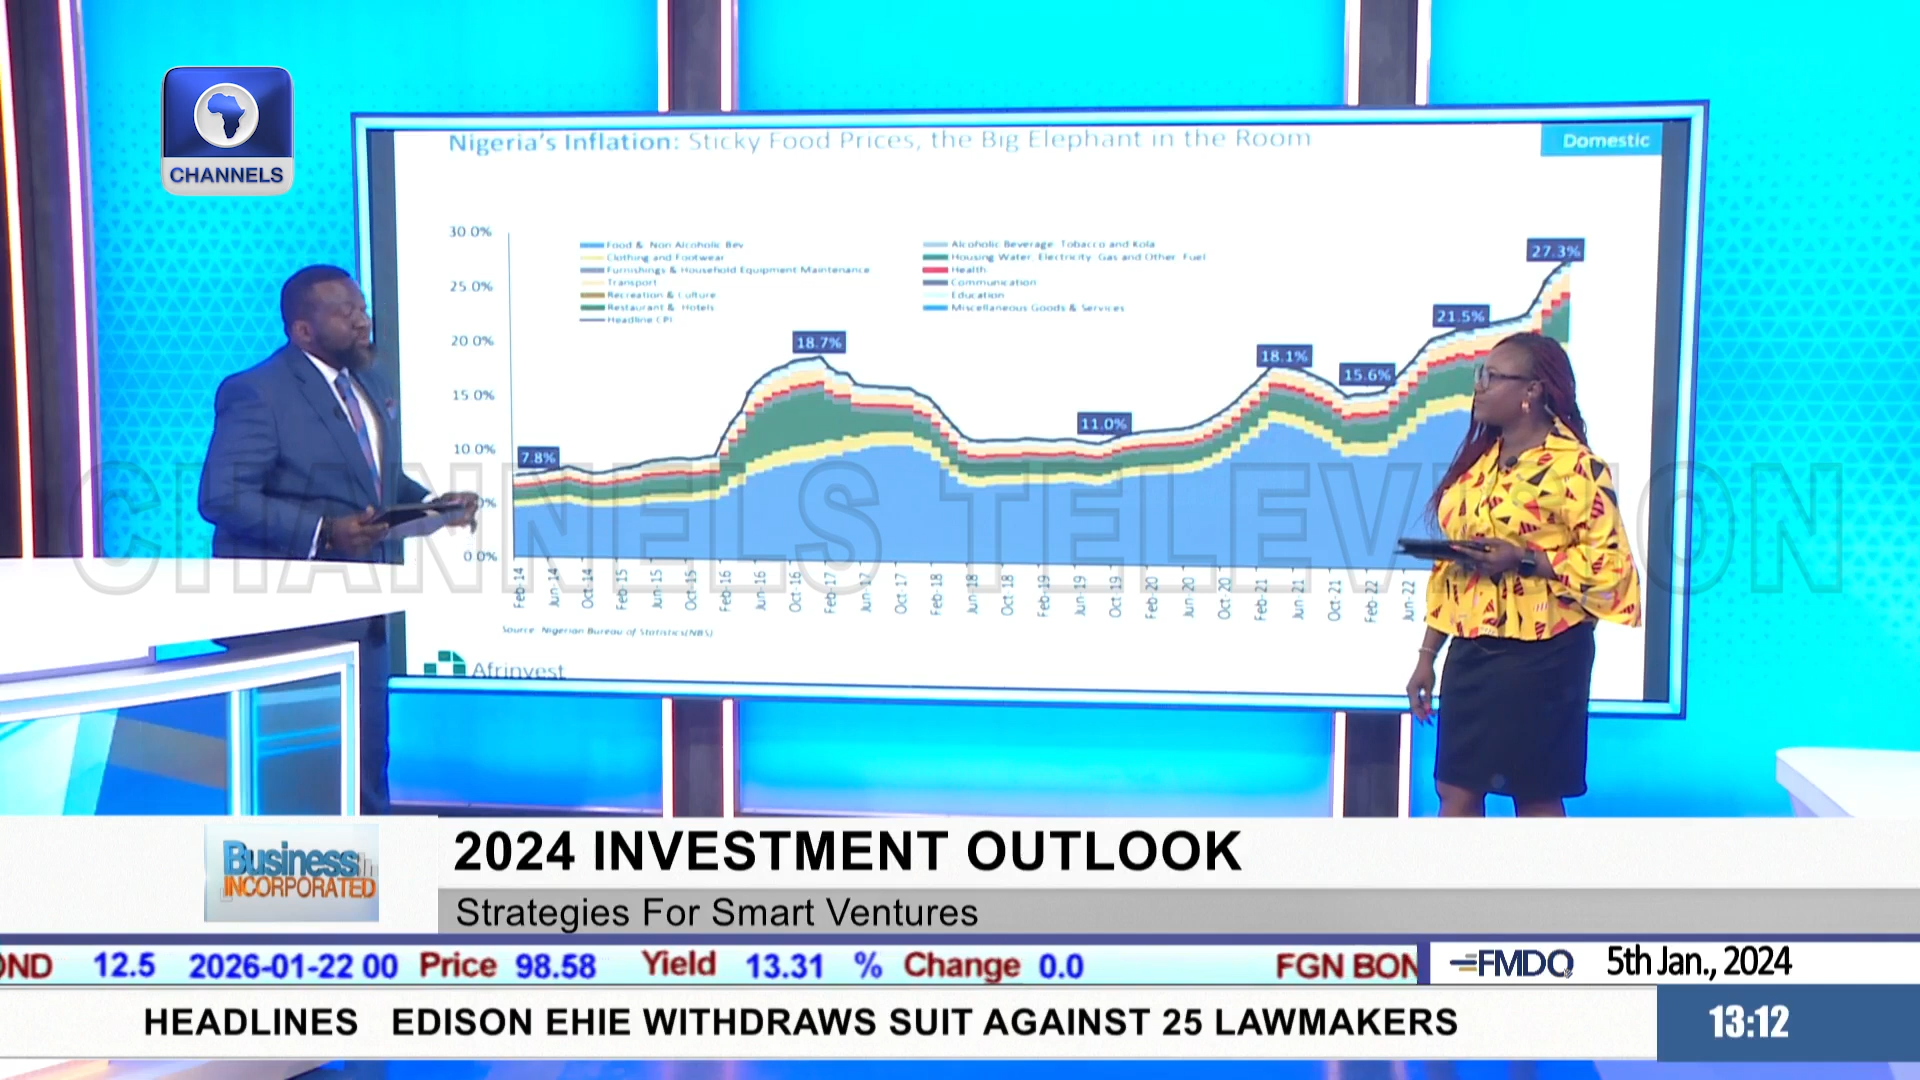 CHANNELS
Nigeria's Inflation: Sticky Food Prices, the Big Elephant in the Room
Domestic
30.0%
25.0%
20.0%
15.0%
10.0%
0%
0.0%
Food & Non Alcoholic Bev
Clothing and Footwear
Furnishings & Household Equipment Maintenance
Transport
Recreation & Culture
Restaurant & Hotels
Headline CPI
Alcoholic Beverage Tobacco and Kola
Housing Water, Electricity, Gas and Other Fuel
Health
Communication
Education
Miscellaneous Goods & Services
7.8%
18.7%
11.0%
18.1%
15.6%
21.5%
27.3%
Feb-14
Jun-14
Oct-14
Feb-15
Jun-15
Oct-15
Feb-16
Jun-16
Oct-16
Feb-17
Jun-17
Oct-17
Feb-18
Jun-18
Oct-18
Feb-19
Jun-19
Oct-19
Feb-20
Jun-20
Oct-20
Feb-21
Jun-21
Oct-21
Feb-22
Jun-22
Source: Nigerian Bureau of Statistics(NBS)
Afrinvest
CHANNELS TELEVISION
Business
INCORPORATED
2024 INVESTMENT OUTLOOK
Strategies For Smart Ventures
OND 12.5 2026-01-22 00 Price 98.58 Yield 13.31 % Change 0.0 FGN BON
FMDQ 5th Jan., 2024
HEADLINES EDISON EHIE WITHDRAWS SUIT AGAINST 25 LAWMAKERS
13:12